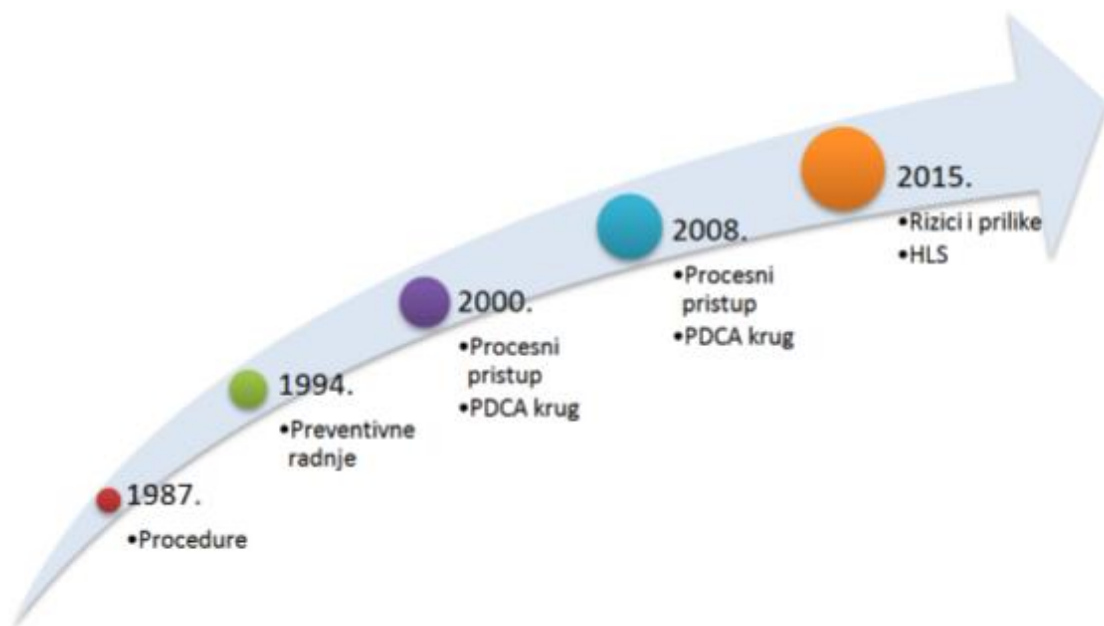 1987.
•Procedure
1994.
•Preventivne
radnje
2000.
•Procesni
pristup
•PDCA krug
2008.
•Procesni
pristup
•PDCA krug
2015.
•Rizici i prilike
•HLS